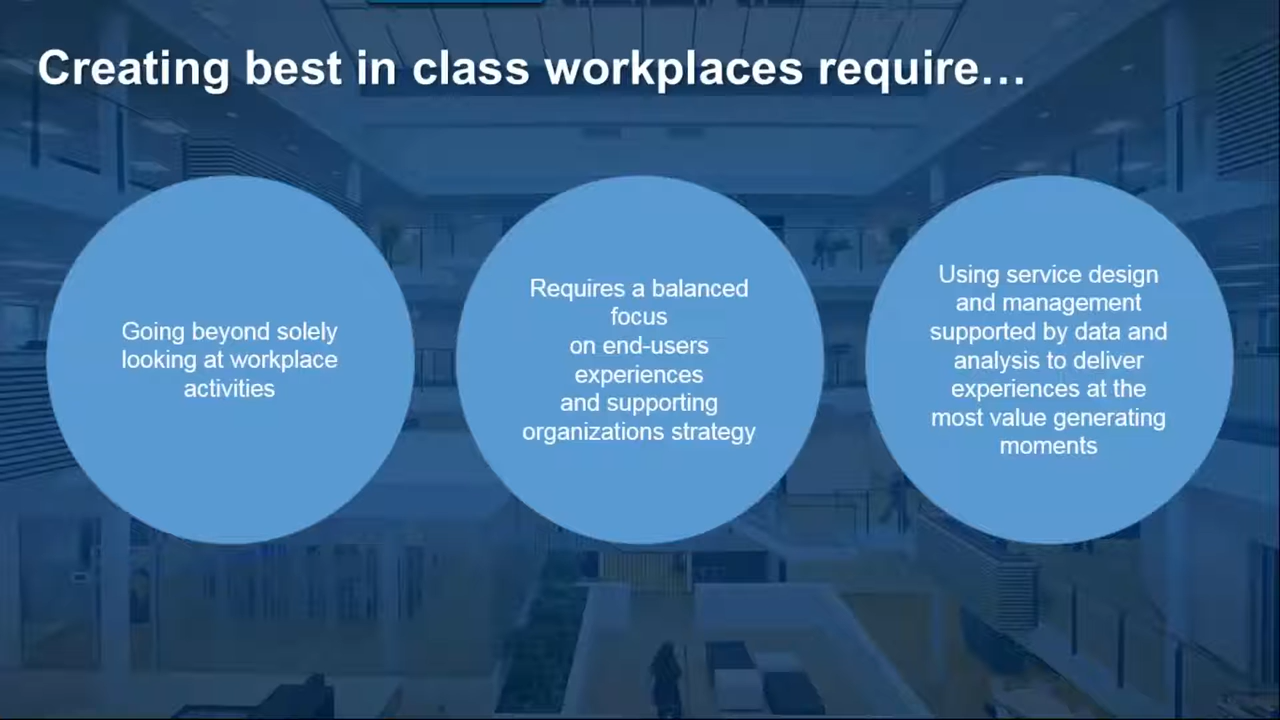 Creating best in class workplaces require…
Going beyond solely
looking at workplace
activities
Requires a balanced
focus
on end-users
experiences
and supporting
organizations strategy
Using service design
and management
supported by data and
analysis to deliver
experiences at the
most value generating
moments